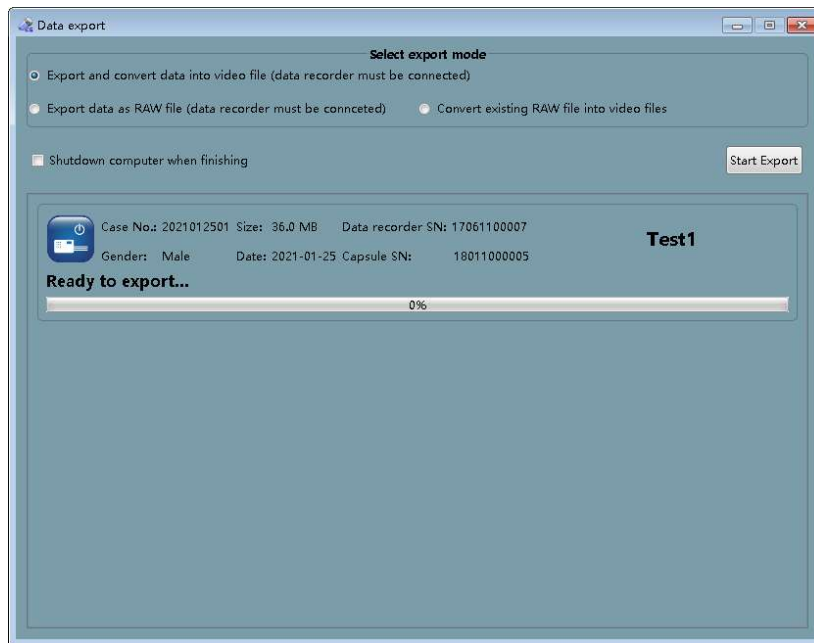 Data export
Select export mode
Export and convert data into video file (data recorder must be connected)
Export data as RAW file (data recorder must be connceted) Convert existing RAW file into video files
Shutdown computer when finishing Start Export
Case No.: 2021012501 Size: 36.0 MB Data recorder SN: 17061100007
Test1
Gender: Male Date: 2021-01-25 Capsule SN: 18011000005
Ready to export...
0%